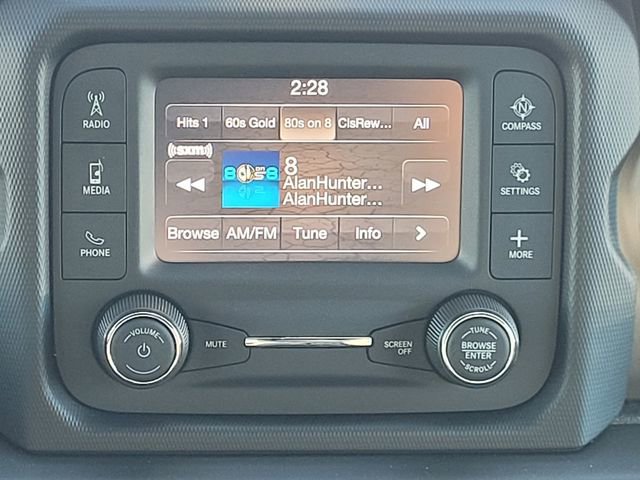 2:28
Hits 1 60s Gold 80s on 8 ClsRew... All
((sxm))
8
AlanHunter...
AlanHunter...
Browse AM/FM Tune Info >
RADIO
MEDIA
PHONE
N
COMPASS
SETTINGS
MORE
VOLUME
MUTE
SCREEN
OFF
TUNE
BROWSE
ENTER
SCROLL